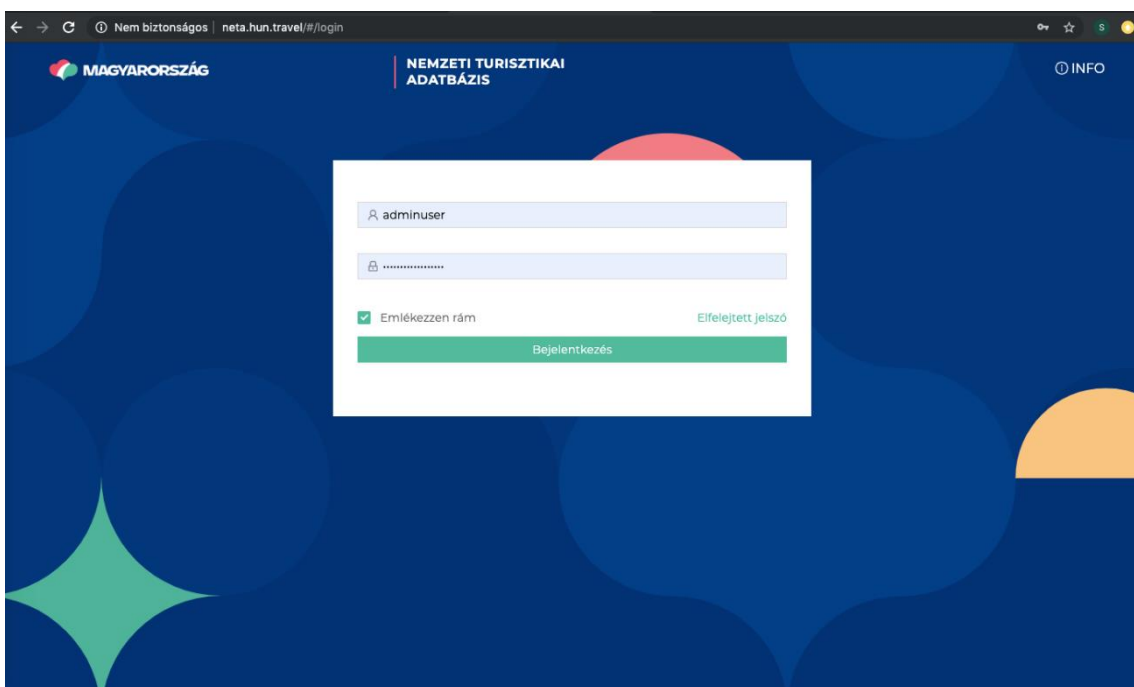 Nem biztonságos | neta.hun.travel/#/login
S
MAGYARORSZÁG
NEMZETI TURISZTIKAI
ADATBÁZIS
INFO
adminuser
Emlékezzen rám
Elfelejtett jelszó
Bejelentkezés